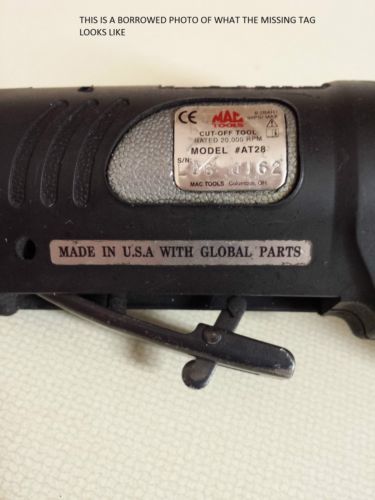 THIS IS A BORROWED PHOTO OF WHAT THE MISSING TAG
LOOKS LIKE
CE
MAC
TOOLS
CUT-OFF TOOL
RATED 20,000 RPM
MODEL #AT28
S/N:
MAC TOOLS Columbus, OH
MADE IN U.S.A WITH GLOBAL PARTS